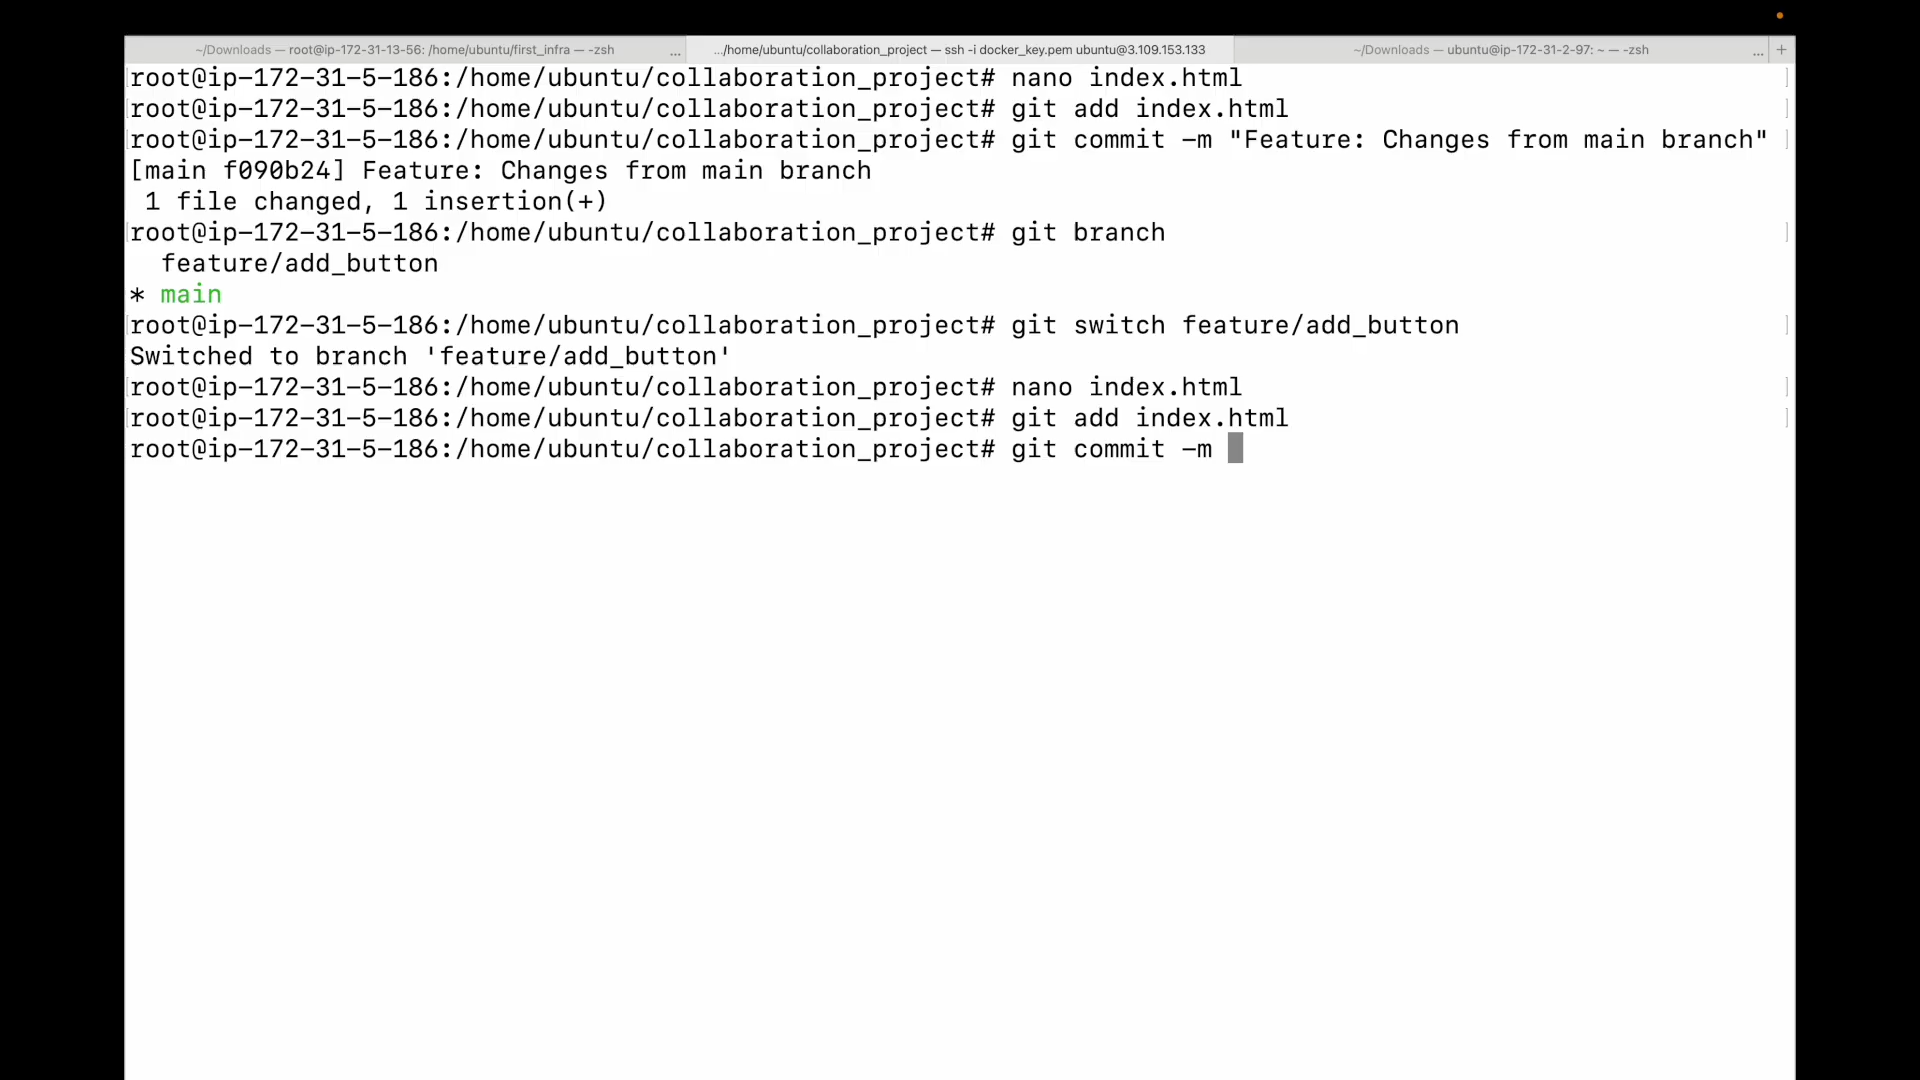 ~/Downloads — root@ip-172-31-13-56: /home/ubuntu/first_infra — -zsh ... .../home/ubuntu/collaboration_project — ssh -i docker_key.pem ubuntu@3.109.153.133 ~/Downloads — ubuntu@ip-172-31-2-97: ~ — -zsh ... +
root@ip-172-31-5-186:/home/ubuntu/collaboration_project# nano index.html
root@ip-172-31-5-186:/home/ubuntu/collaboration_project# git add index.html
root@ip-172-31-5-186:/home/ubuntu/collaboration_project# git commit -m "Feature: Changes from main branch"
[main f090b24] Feature: Changes from main branch
 1 file changed, 1 insertion(+)
root@ip-172-31-5-186:/home/ubuntu/collaboration_project# git branch
  feature/add_button
* main
root@ip-172-31-5-186:/home/ubuntu/collaboration_project# git switch feature/add_button
Switched to branch 'feature/add_button'
root@ip-172-31-5-186:/home/ubuntu/collaboration_project# nano index.html
root@ip-172-31-5-186:/home/ubuntu/collaboration_project# git add index.html
root@ip-172-31-5-186:/home/ubuntu/collaboration_project# git commit -m